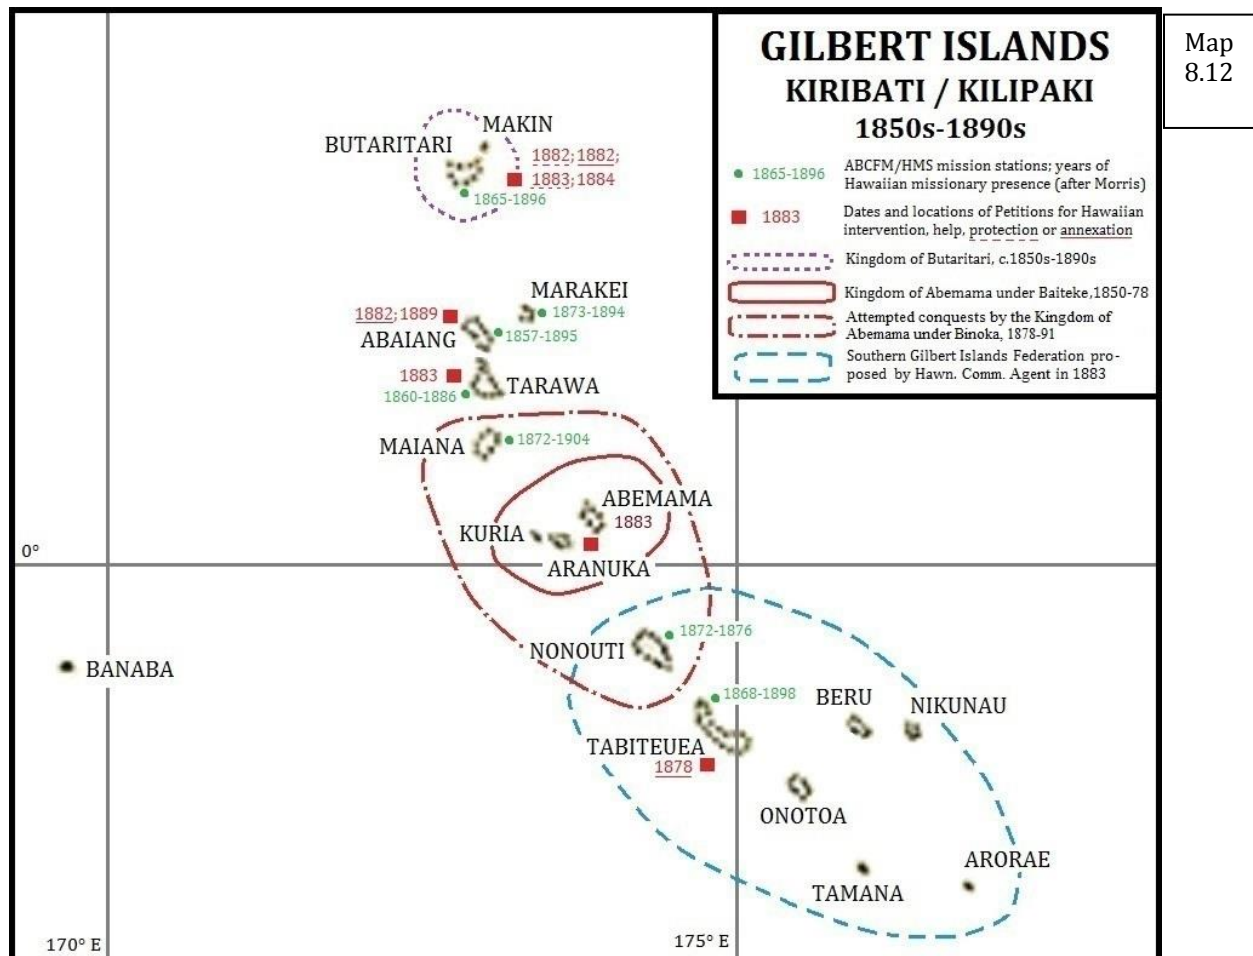 Map
8.12
GILBERT ISLANDS
KIRIBATI / KILIPAKI
1850s-1890s
1865-1896
ABCFM/HMS mission stations; years of
Hawaiian missionary presence (after Morris)
1883
Dates and locations of Petitions for Hawaiian
intervention, help, protection or annexation
Kingdom of Butaritari, c.1850s-1890s
Kingdom of Abemama under Baiteke,1850-78
Attempted conquests by the Kingdom of
Abemama under Binoka, 1878-91
Southern Gilbert Islands Federation pro-
posed by Hawn. Comm. Agent in 1883
MAKIN
BUTARITARI
1882;1882;
1883;1884
1865-1896
MARAKEI
1873-1894
1882;1889
ABAIANG
1857-1895
1883
TARAWA
1860-1886
MAIANA
1872-1904
ABEMAMA
1883
KURIA
ARANUKA
0°
NONOUTI
1872-1876
BANABA
1868-1898
BERU
NIKUNAU
TABITEUEA
1878
ONOTOA
TAMANA
ARORAE
170° E
175° E